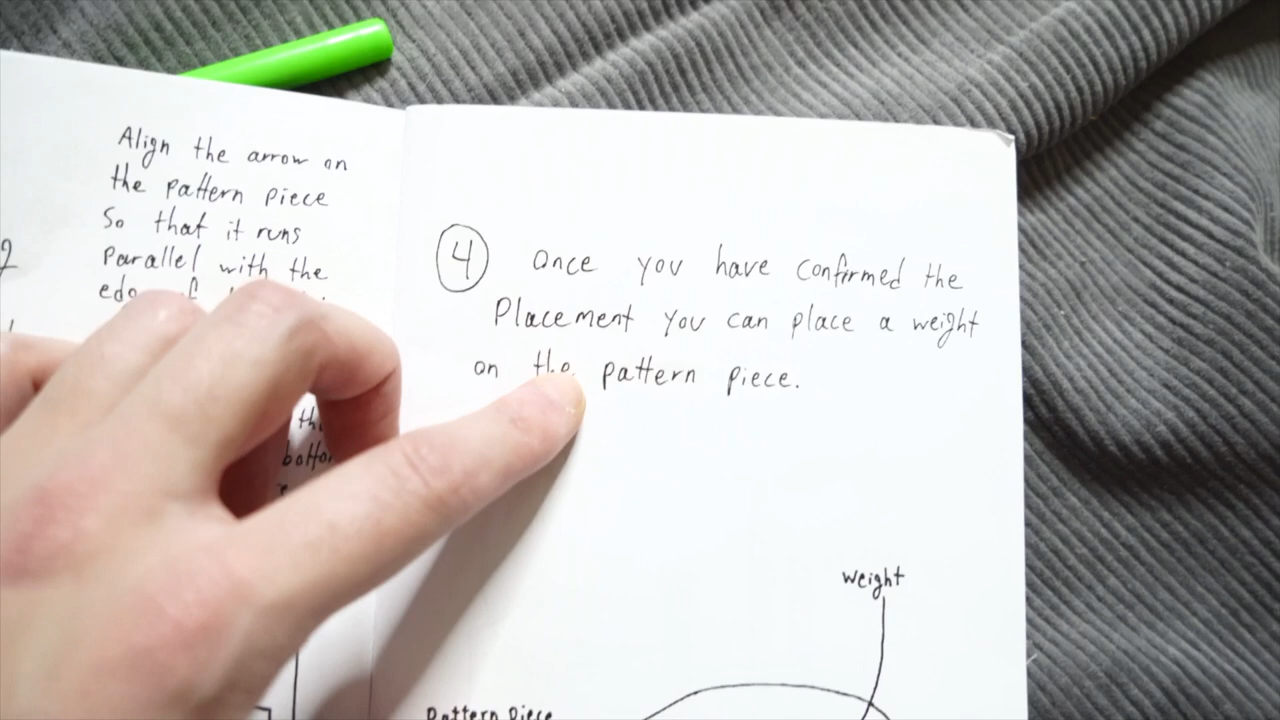 Align the arrow on
the pattern piece
So that it runs
parallel with the
bottom
4 Once you have confirmed the
Placement you can place a weight
on the pattern piece.
weight
Pattern piece